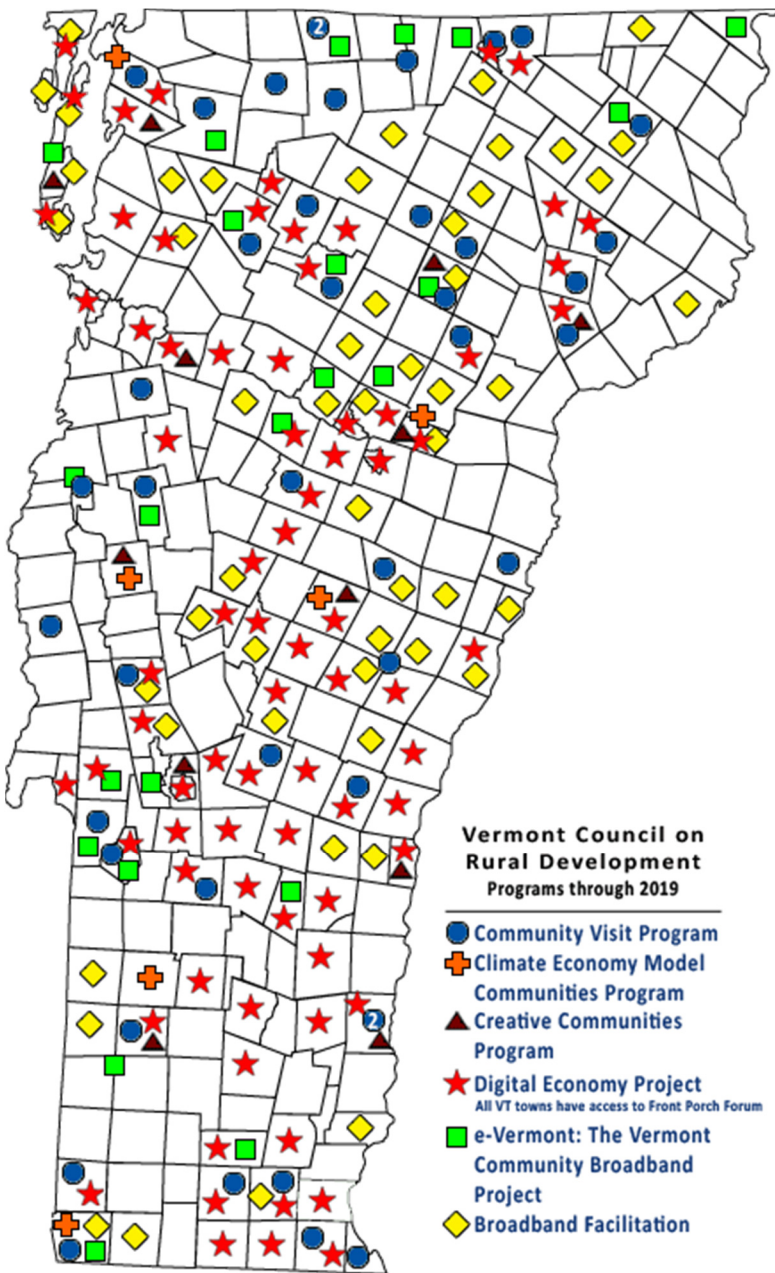 2
2
Vermont Council on
Rural Development
Programs through 2019
Community Visit Program
Climate Economy Model
Communities Program
Creative Communities
Program
Digital Economy Project
All VT towns have access to Front Porch Forum
e-Vermont: The Vermont
Community Broadband
Project
Broadband Facilitation